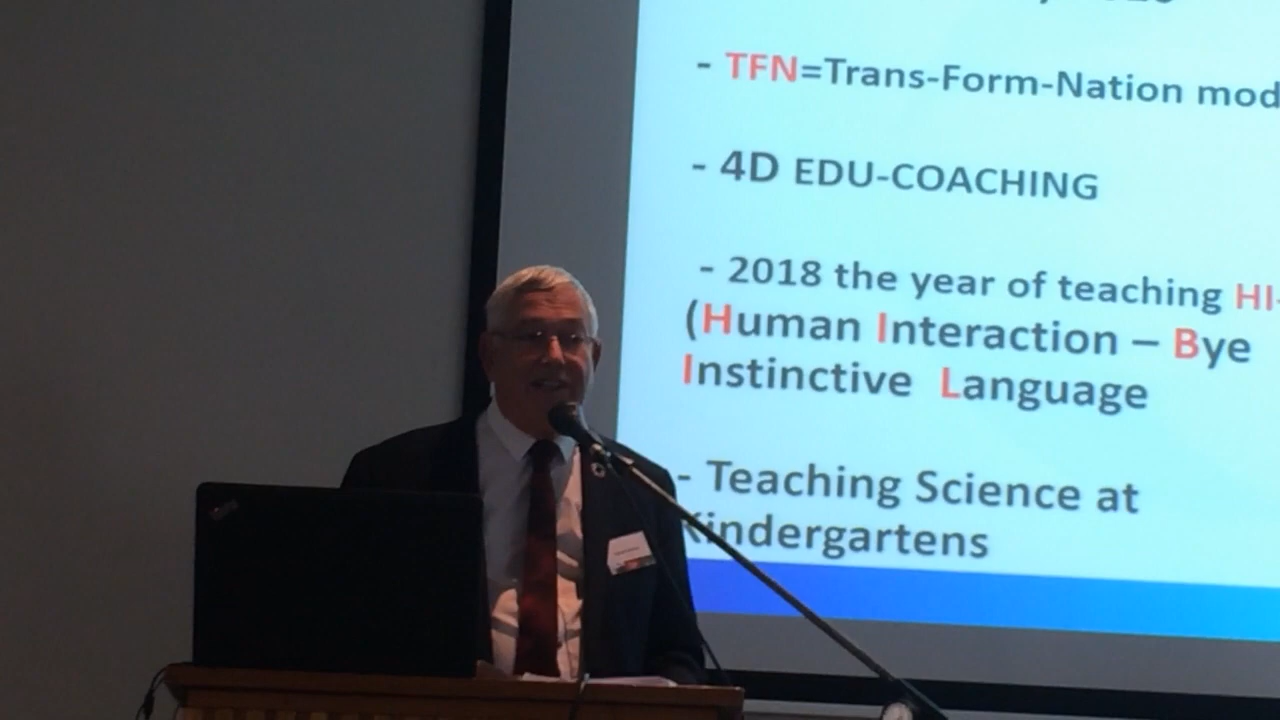 - TFN=Trans-Form-Nation mod
- 4D EDU-COACHING
- 2018 the year of teaching HI-
(Human Interaction – Bye
Instinctive Language
- Teaching Science at
Kindergartens